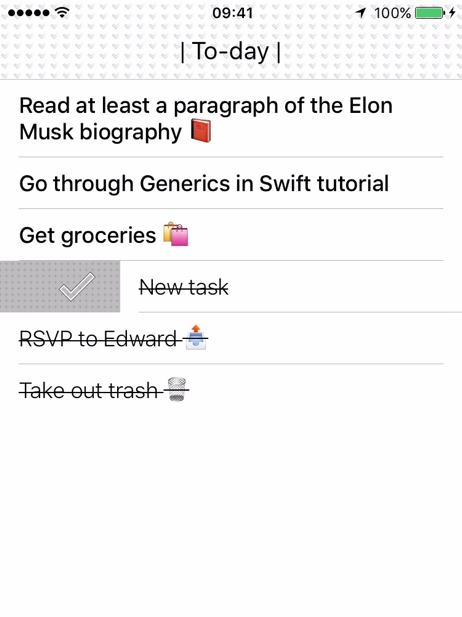 09:41
100%
| To-day |
Read at least a paragraph of the Elon
Musk biography 📕
Go through Generics in Swift tutorial
Get groceries 🛍️
New task
RSVP to Edward 📤
Take out trash 🗑️